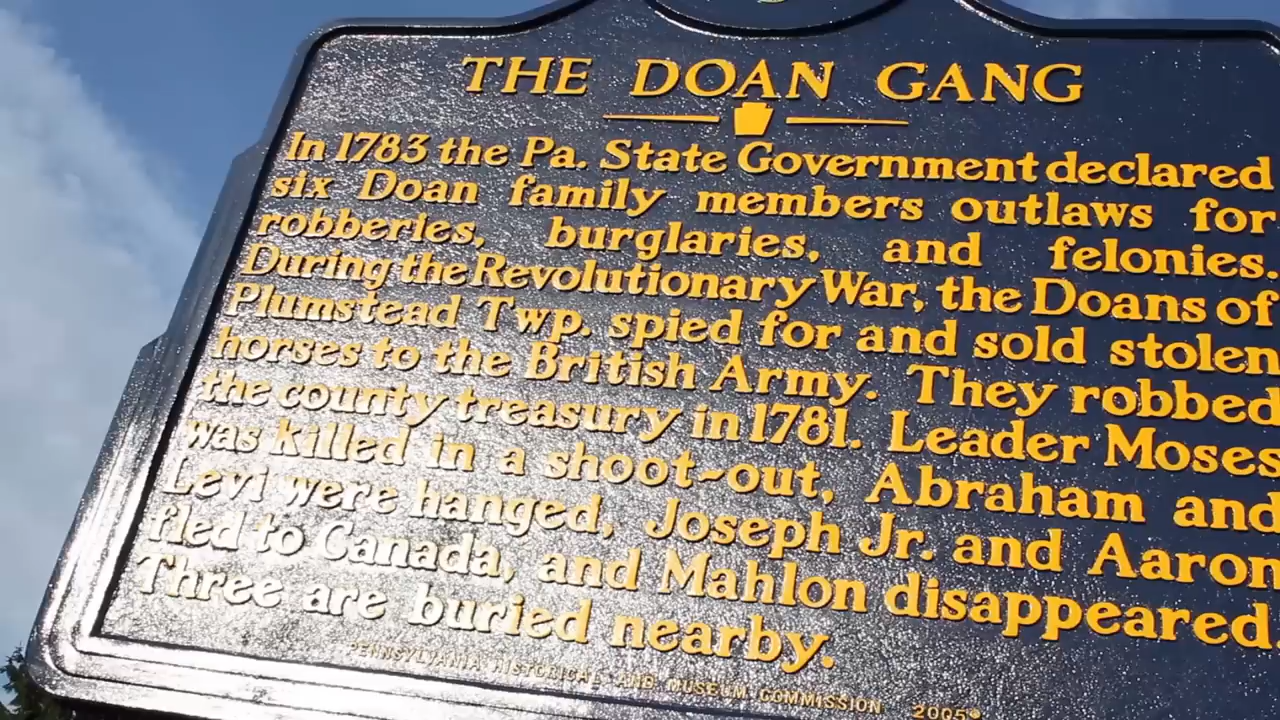 THE DOAN GANG
In 1783 the Pa. State Government declared
six Doan family members outlaws for
robberies, burglaries, and felonies.
During the Revolutionary War, the Doans of
Plumstead Twp. spied for and sold stolen
horses to the British Army. They robbed
the county treasury in 1781. Leader Moses
was killed in a shoot-out, Abraham and
Levi were hanged, Joseph Jr. and Aaron
fled to Canada, and Mahlon disappeared.
Three are buried nearby.
PENNSYLVANIA HISTORICAL AND MUSEUM COMMISSION 2005©